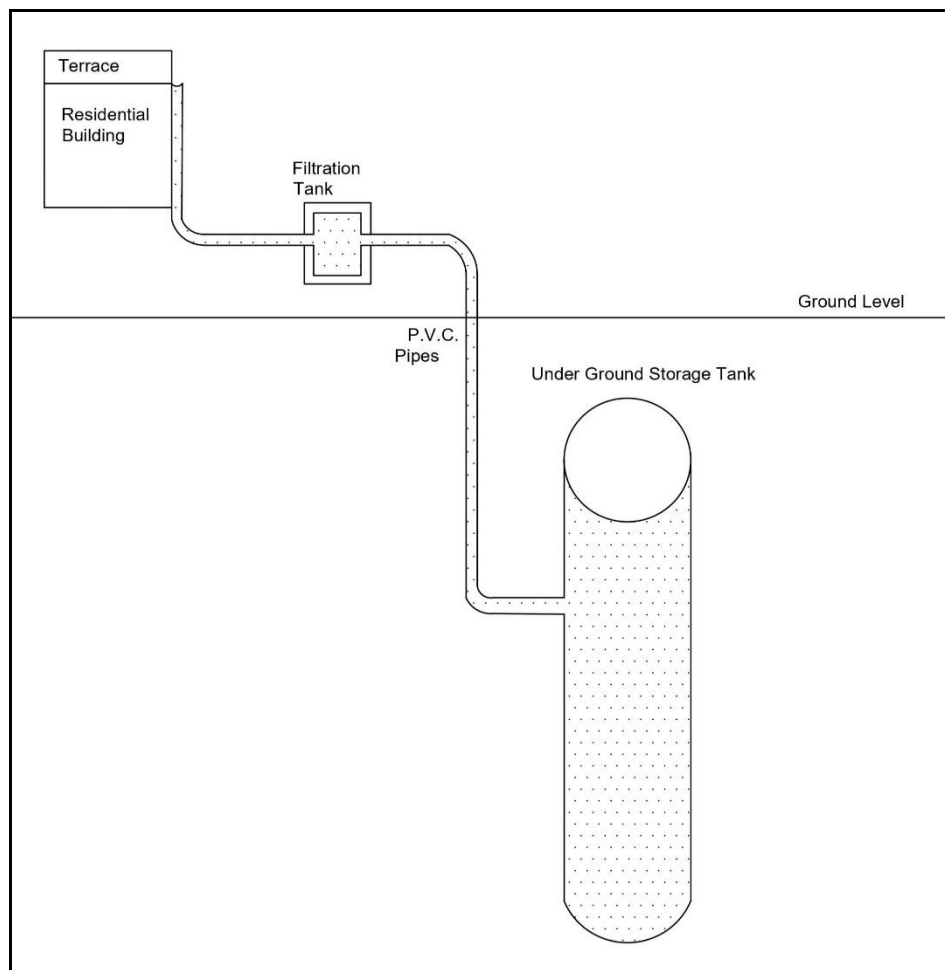 Terrace
Residential
Building
Filtration
Tank
Ground Level
P.V.C.
Pipes
Under Ground Storage Tank